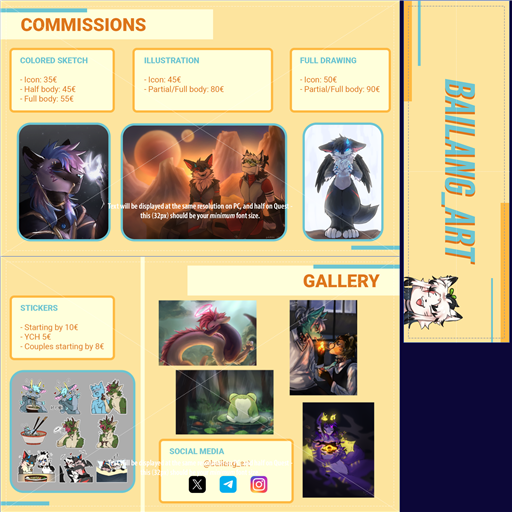 COMMISSIONS
COLORED SKETCH
- Icon: 35€
- Half body: 45€
- Full body: 55€
ILLUSTRATION
- Icon: 45€
- Partial/Full body: 80€
FULL DRAWING
- Icon: 50€
- Partial/Full body: 90€
Text will be displayed at the same resolution on PC, and half on Quest
this (32px) should be your minimum font size.
BAILANG_ART
STICKERS
- Starting by 10€
- YCH 5€
- Couples starting by 8€
GALLERY
SOCIAL MEDIA
@bailang_art